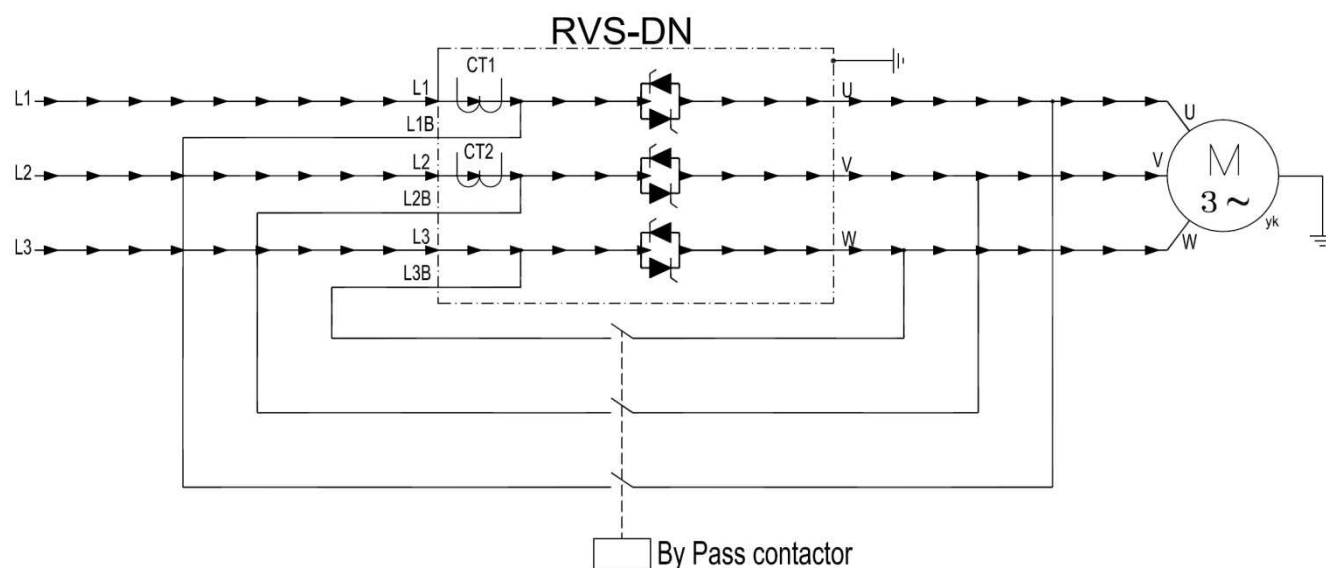 RVS-DN
L1
L1
CT1
U
L1B
U
L2
L2
CT2
V
V
M
3~
yk
L2B
L3
L3
W
W
L3B
By Pass contactor